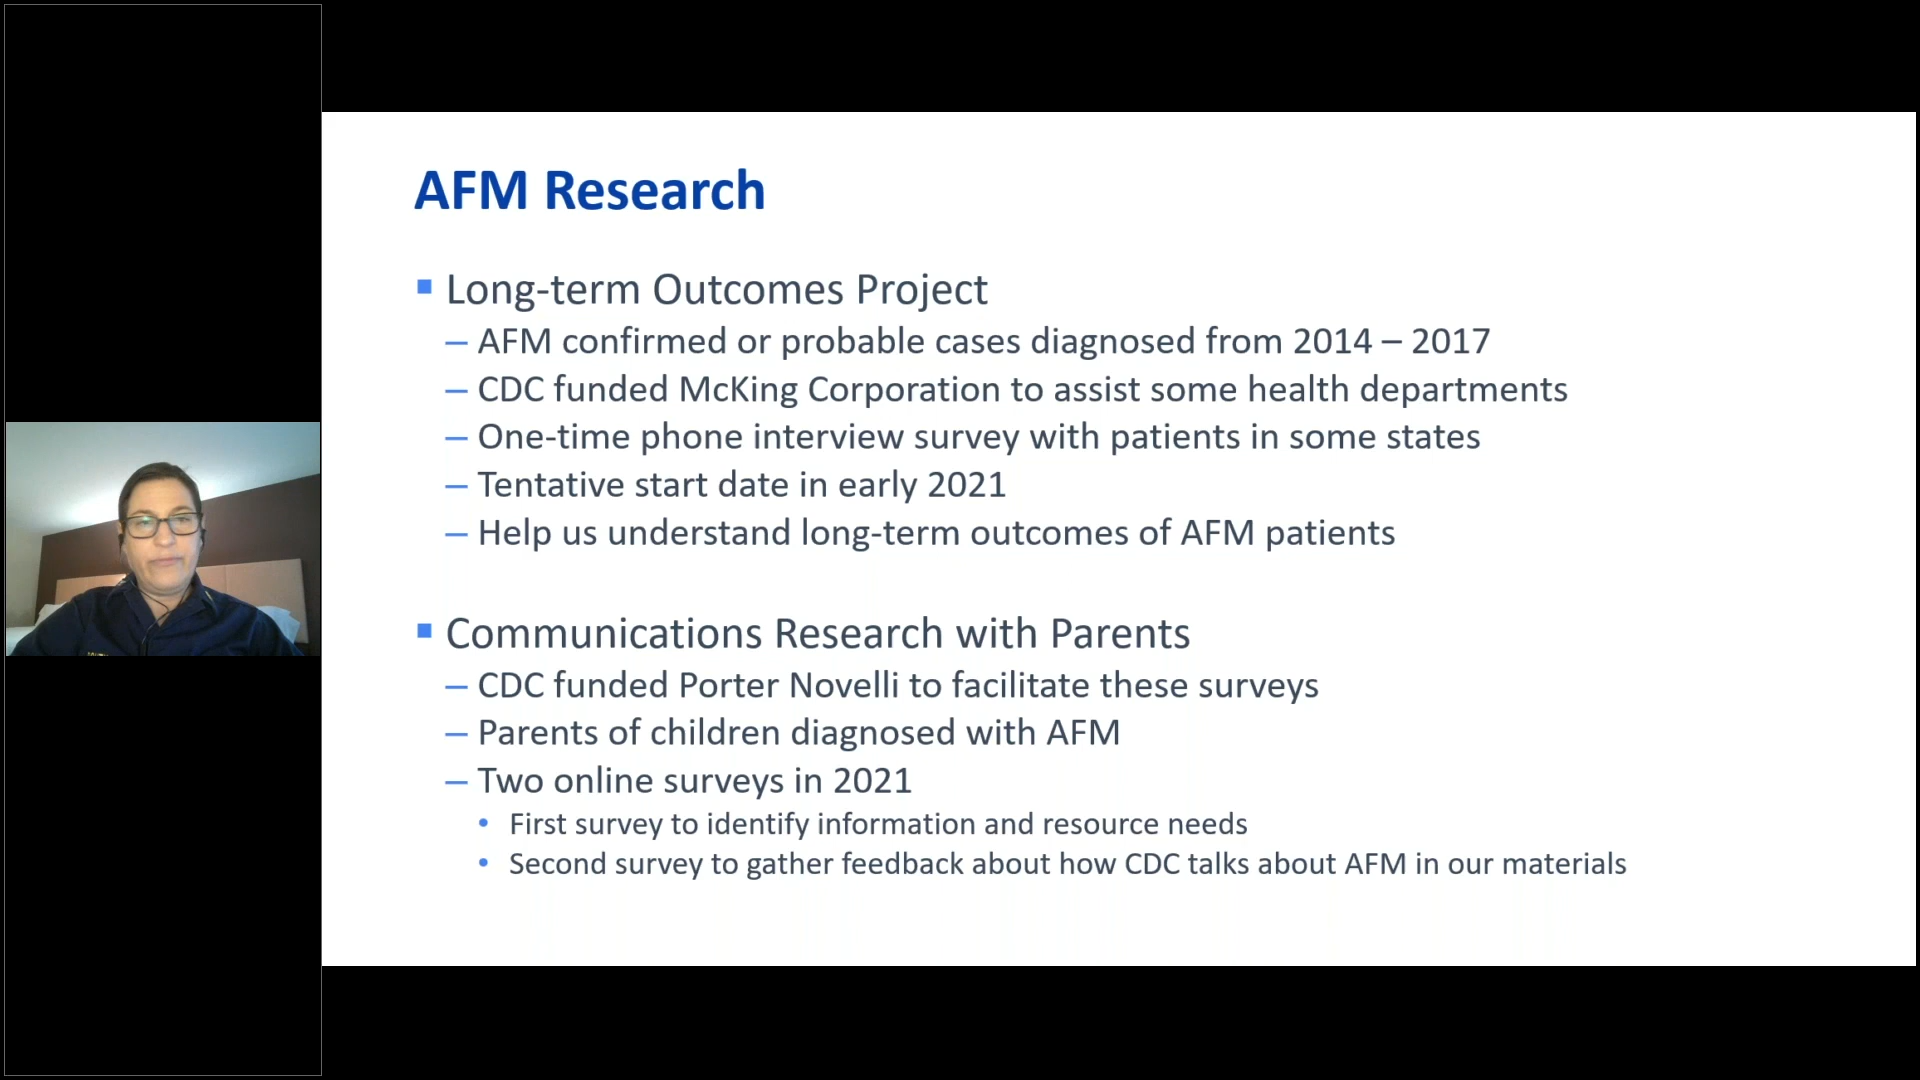 AFM Research
▪ Long-term Outcomes Project
– AFM confirmed or probable cases diagnosed from 2014 – 2017
– CDC funded McKing Corporation to assist some health departments
– One-time phone interview survey with patients in some states
– Tentative start date in early 2021
– Help us understand long-term outcomes of AFM patients
▪ Communications Research with Parents
– CDC funded Porter Novelli to facilitate these surveys
– Parents of children diagnosed with AFM
– Two online surveys in 2021
• First survey to identify information and resource needs
• Second survey to gather feedback about how CDC talks about AFM in our materials